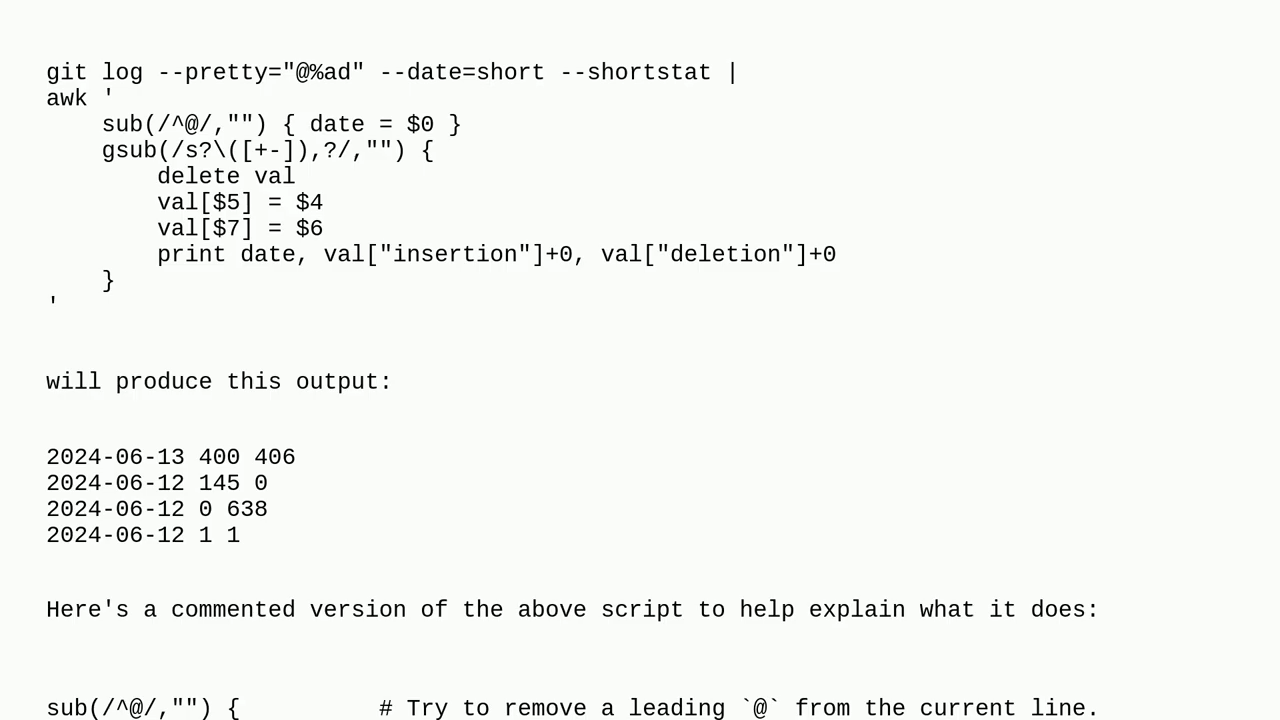 git log --pretty="@%ad" --date=short --shortstat |
awk '
    sub(/^@/,"") { date = $0 }
    gsub(/s?\([+-]),?/,"") {
        delete val
        val[$5] = $4
        val[$7] = $6
        print date, val["insertion"]+0, val["deletion"]+0
    }
'
will produce this output:
2024-06-13 400 406
2024-06-12 145 0
2024-06-12 0 638
2024-06-12 1 1
Here's a commented version of the above script to help explain what it does:
sub(/^@/,"") {          # Try to remove a leading `@` from the current line.